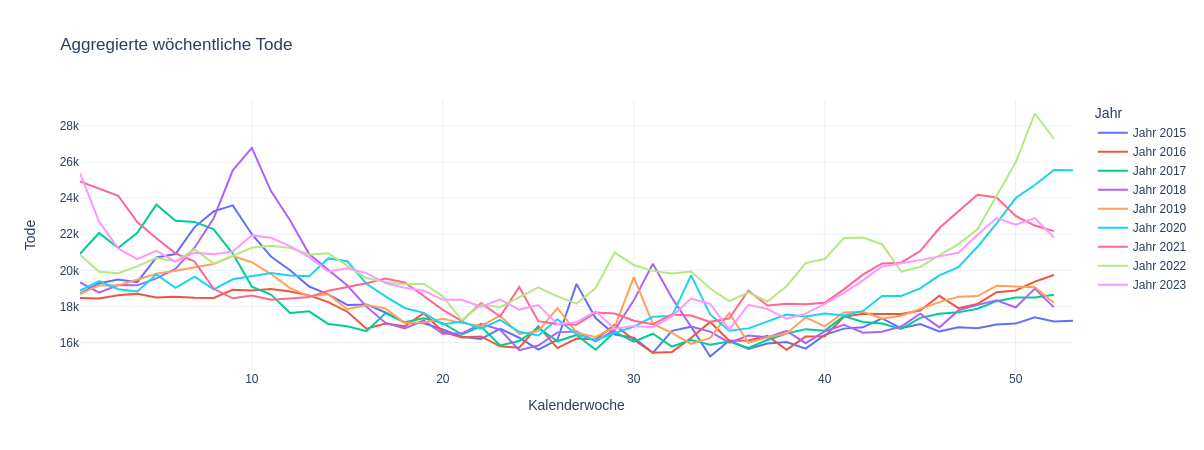 Aggregierte wöchentliche Tode
Jahr
Jahr 2015
Jahr 2016
Jahr 2017
Jahr 2018
Jahr 2019
Jahr 2020
Jahr 2021
Jahr 2022
Jahr 2023
Tode
28k
26k
24k
22k
20k
18k
16k
10 20 30 40 50
Kalenderwoche